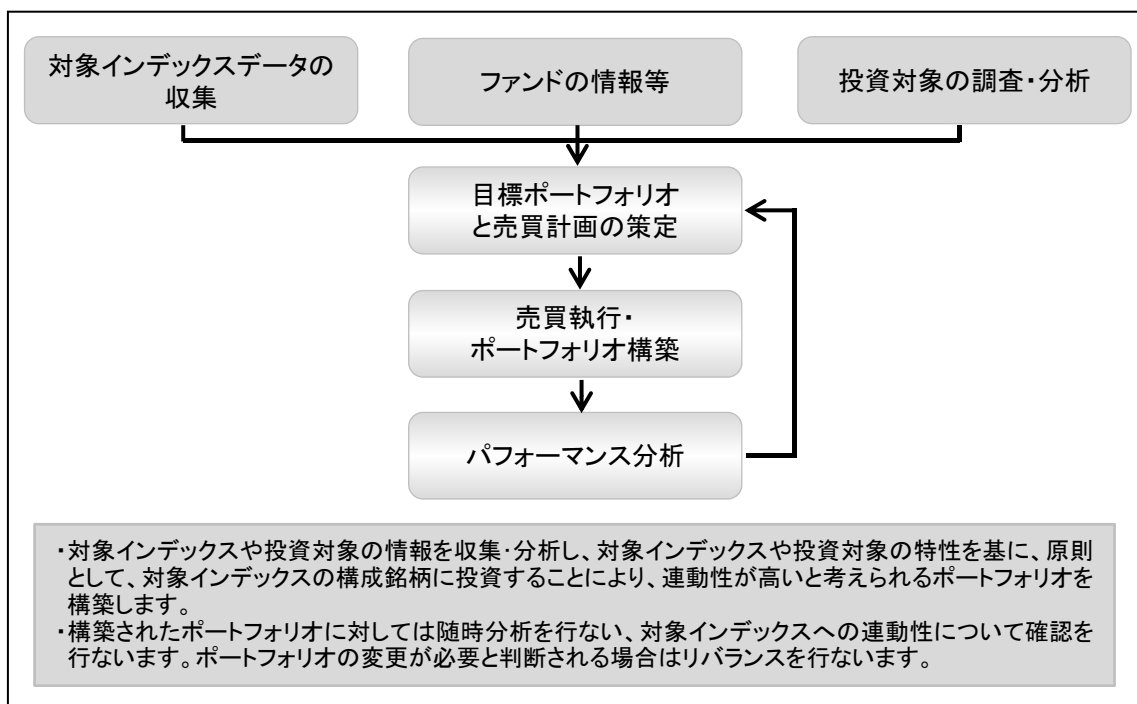 対象インデックスデータの
収集
ファンドの情報等
投資対象の調査・分析
目標ポートフォリオ
と売買計画の策定
売買執行・
ポートフォリオ構築
パフォーマンス分析
・対象インデックスや投資対象の情報を収集・分析し、対象インデックスや投資対象の特性を基に、原則
として、対象インデックスの構成銘柄に投資することにより、連動性が高いと考えられるポートフォリオを
構築します。
・構築されたポートフォリオに対しては随時分析を行ない、対象インデックスへの連動性について確認を
行ないます。ポートフォリオの変更が必要と判断される場合はリバランスを行ないます。